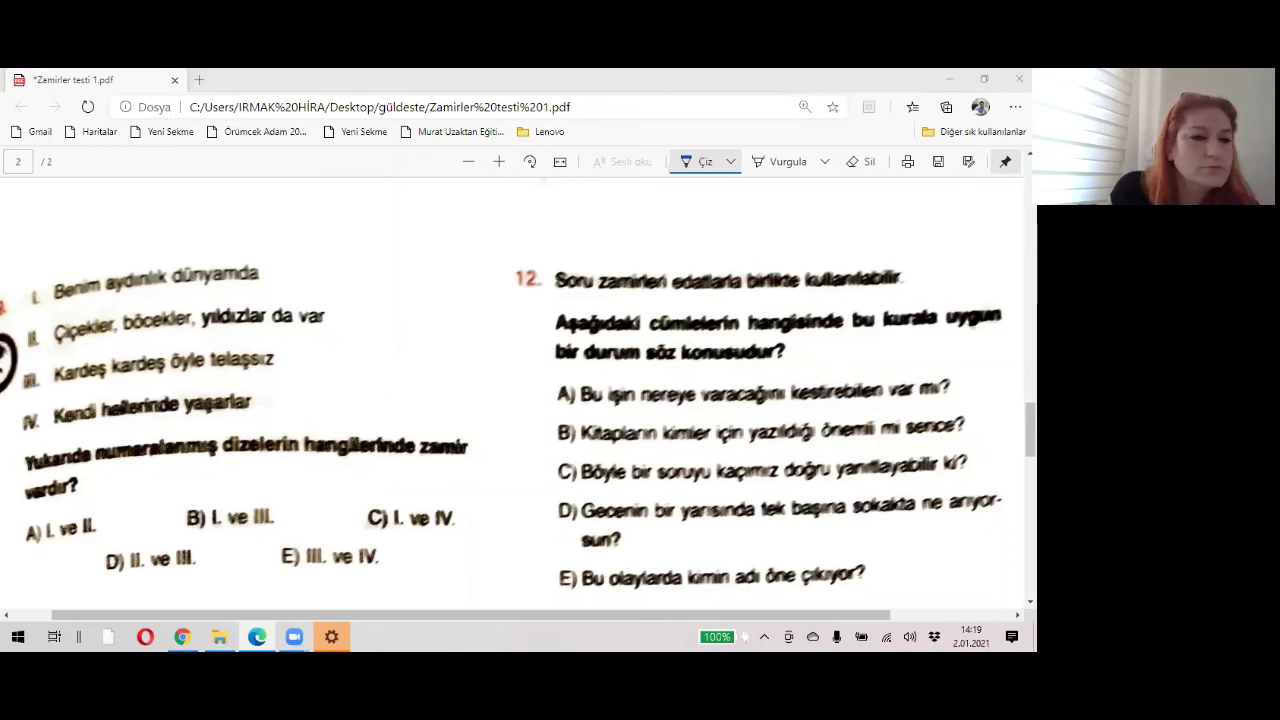 *Zamirler testi 1.pdf
Dosya
C:/Users/IRMAK%20HİRA/Desktop/güldeste/Zamirler%20testi%201.pdf
Gmail
Haritalar
Yeni Sekme
Örümcek Adam 20...
Yeni Sekme
Murat Uzaktan Eğiti...
Lenovo
Diğer sık kullanılanlar
2 / 2
Sesli oku
Çiz
Vurgula
Sil
I. Benim aydınlık dünyamda
II. Çiçekler, böcekler, yıldızlar da var
III. Kardeş kardeş öyle telaşsız
IV. Kendi hallerinde yaşarlar
Yukarıda numaralanmış dizelerin hangilerinde zamir
vardır?
A) I. ve II. B) I. ve III. C) I. ve IV.
D) II. ve III. E) III. ve IV.
12. Soru zamirleri edatlarla birlikte kullanılabilir.
Aşağıdaki cümlelerin hangisinde bu kurala uygun
bir durum söz konusudur?
A) Bu işin nereye varacağını kestirebilen var mı?
B) Kitapların kimler için yazıldığı önemli mi sence?
C) Böyle bir soruyu kaçımız doğru yanıtlayabilir ki?
D) Gecenin bir yarısında tek başına sokakta ne arıyor-
sun?
E) Bu olaylarda kimin adı öne çıkıyor?
100%
14:19
2.01.2021